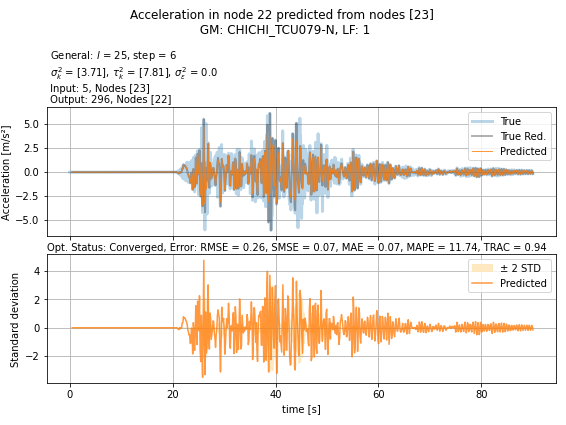 Acceleration in node 22 predicted from nodes [23]
GM: CHICHI_TCU079-N, LF: 1
General: l = 25, step = 6
σ²ₖ = [3.71], τ²ₖ = [7.81], σ²ε = 0.0
Input: 5, Nodes [23]
Output: 296, Nodes [22]
Acceleration [m/s²]
5.0
2.5
0.0
−2.5
−5.0
True
True Red.
Predicted
Opt. Status: Converged, Error: RMSE = 0.26, SMSE = 0.07, MAE = 0.07, MAPE = 11.74, TRAC = 0.94
Standard deviation
4
2
0
−2
± 2 STD
Predicted
0 20 40 60 80
time [s]